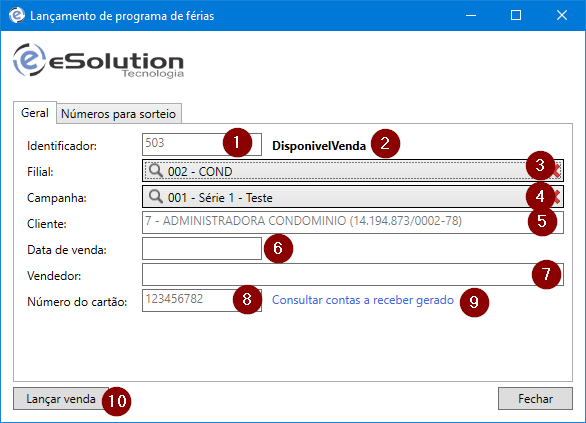 Lançamento de programa de férias
eSolution
Tecnologia
Geral Números para sorteio
Identificador: 503 1 DisponivelVenda 2
Filial: 002 - COND 3
Campanha: 001 - Série 1 - Teste 4
Cliente: 7 - ADMINISTRADORA CONDOMINIO (14.194.873/0002-78) 5
Data de venda: 6
Vendedor: 7
Número do cartão: 123456782 8 Consultar contas a receber gerado 9
Lançar venda 10 Fechar